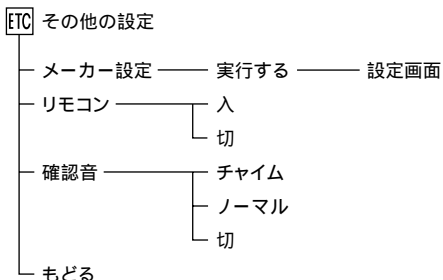 ETC その他の設定
メーカー設定 実行する 設定画面
リモコン 入
切
確認音 チャイム
ノーマル
切
もどる